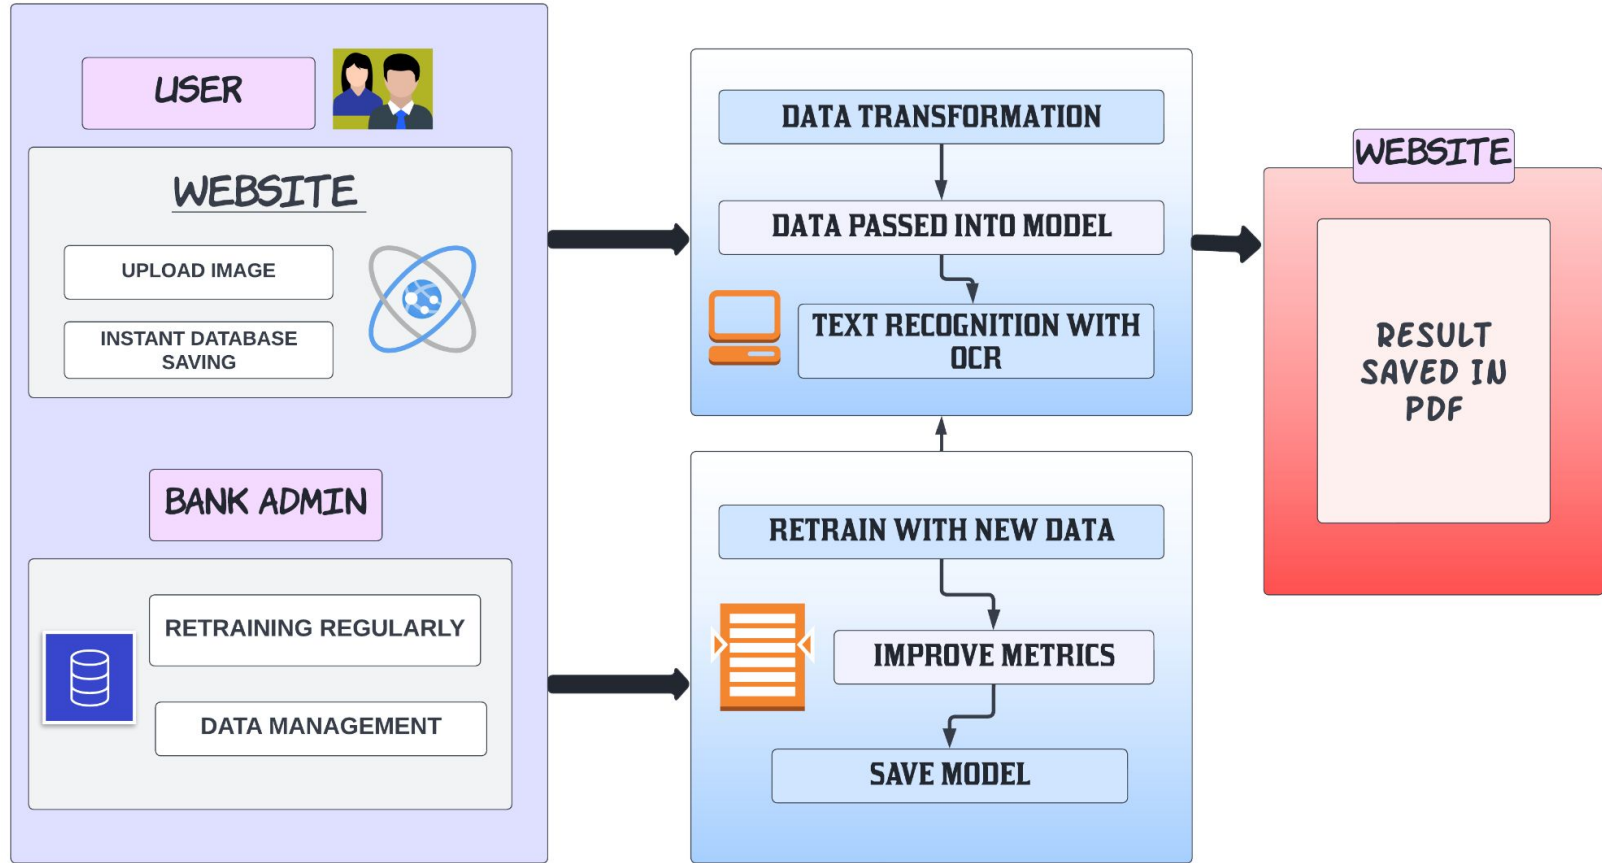 USER
WEBSITE
UPLOAD IMAGE
INSTANT DATABASE
SAVING
BANK ADMIN
RETRAINING REGULARLY
DATA MANAGEMENT
DATA TRANSFORMATION
DATA PASSED INTO MODEL
TEXT RECOGNITION WITH
OCR
RETRAIN WITH NEW DATA
IMPROVE METRICS
SAVE MODEL
WEBSITE
RESULT
SAVED IN
PDF